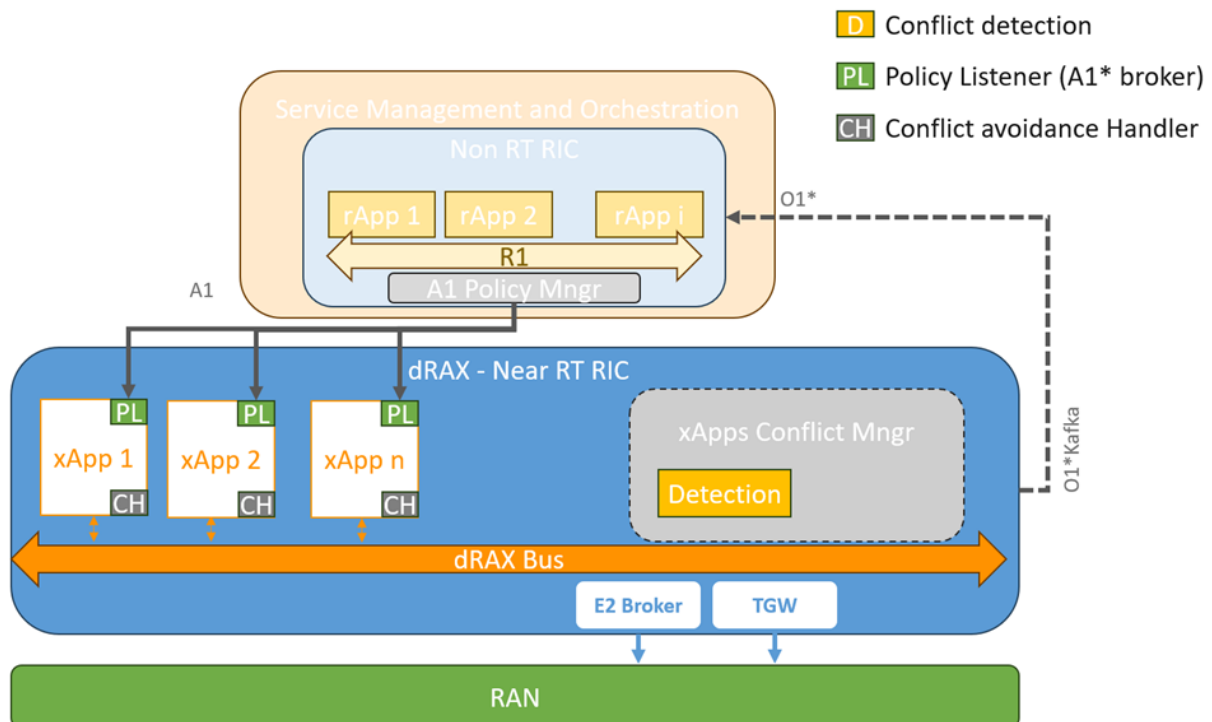 D Conflict detection
PL Policy Listener (A1* broker)
CH Conflict avoidance Handler
Service Management and Orchestration
Non RT RIC
rApp 1
rApp 2
rApp i
O1*
R1
A1 Policy Mngr
A1
dRAX - Near RT RIC
PL
PL
PL
xApp 1
xApp 2
xApp n
CH
CH
CH
xApps Conflict Mngr
Detection
O1*Kafka
dRAX Bus
E2 Broker
TGW
RAN